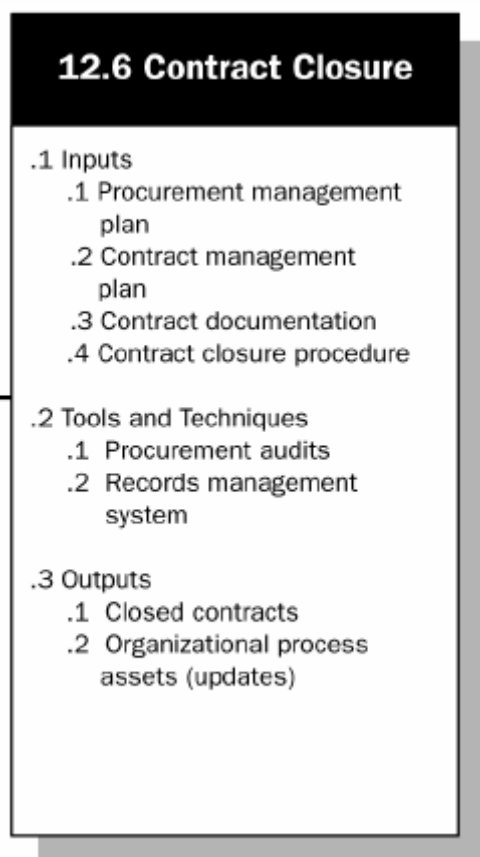 12.6 Contract Closure
.1 Inputs
.1 Procurement management
plan
.2 Contract management
plan
.3 Contract documentation
.4 Contract closure procedure
.2 Tools and Techniques
.1 Procurement audits
.2 Records management
system
.3 Outputs
.1 Closed contracts
.2 Organizational process
assets (updates)